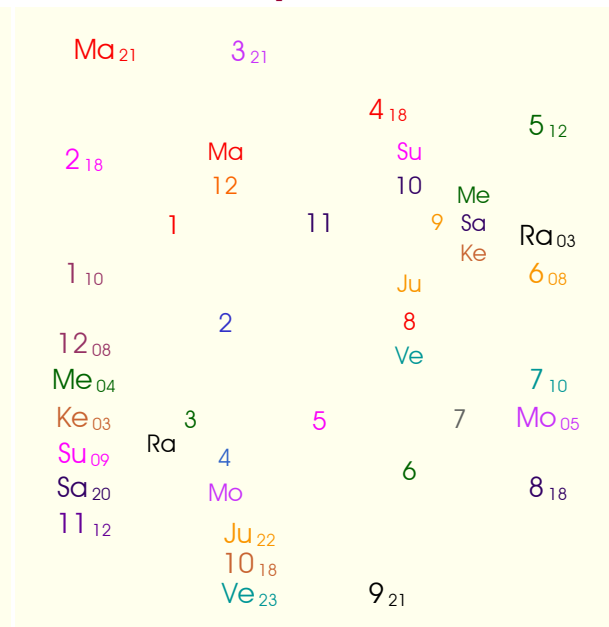 Ma 21 3 21
4 18
5 12
2 18 Ma Su
12 10
Me
1 11 9 Sa
Ra 03
Ke
1 10 6 08
Ju
2 8
12 08 Ve
Me 04 7 10
Ke 03 3 5 7 Mo 05
Ra
Su 09 4
6
Sa 20 Mo 8 18
11 12
Ju 22
10 18
Ve 23 9 21